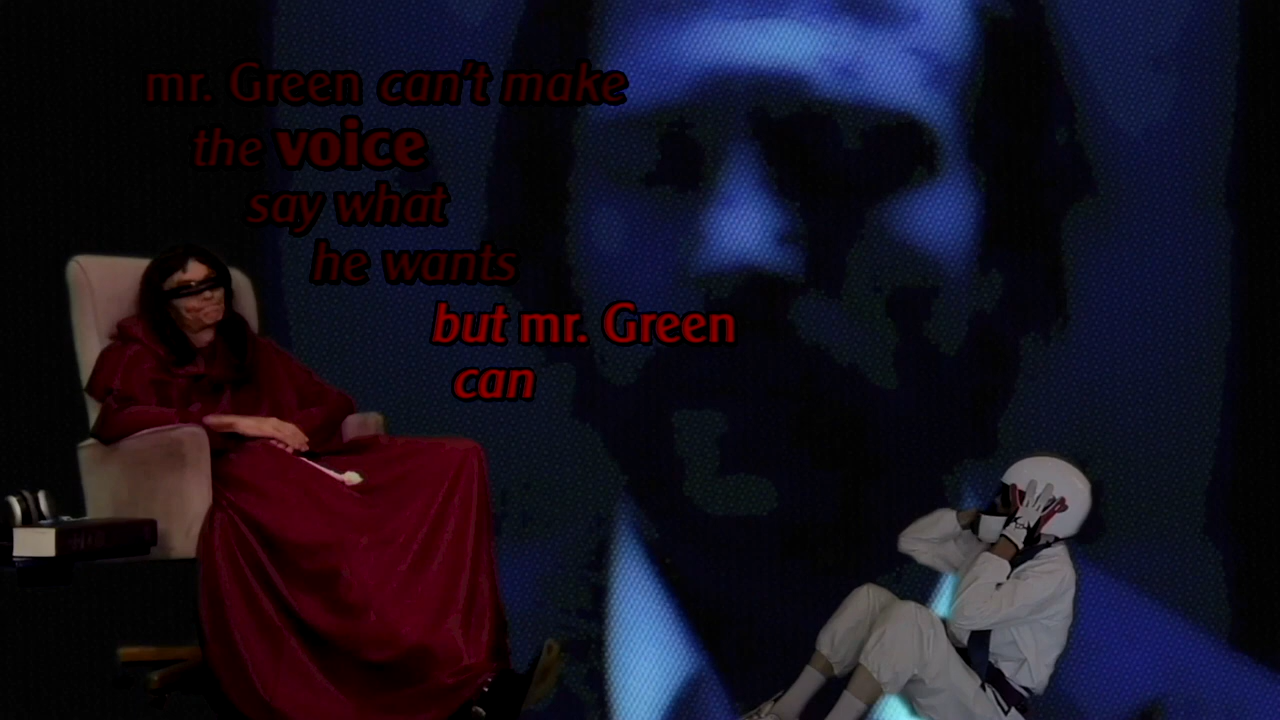 mr. Green can't make
the voice
say what
he wants
but mr. Green
can